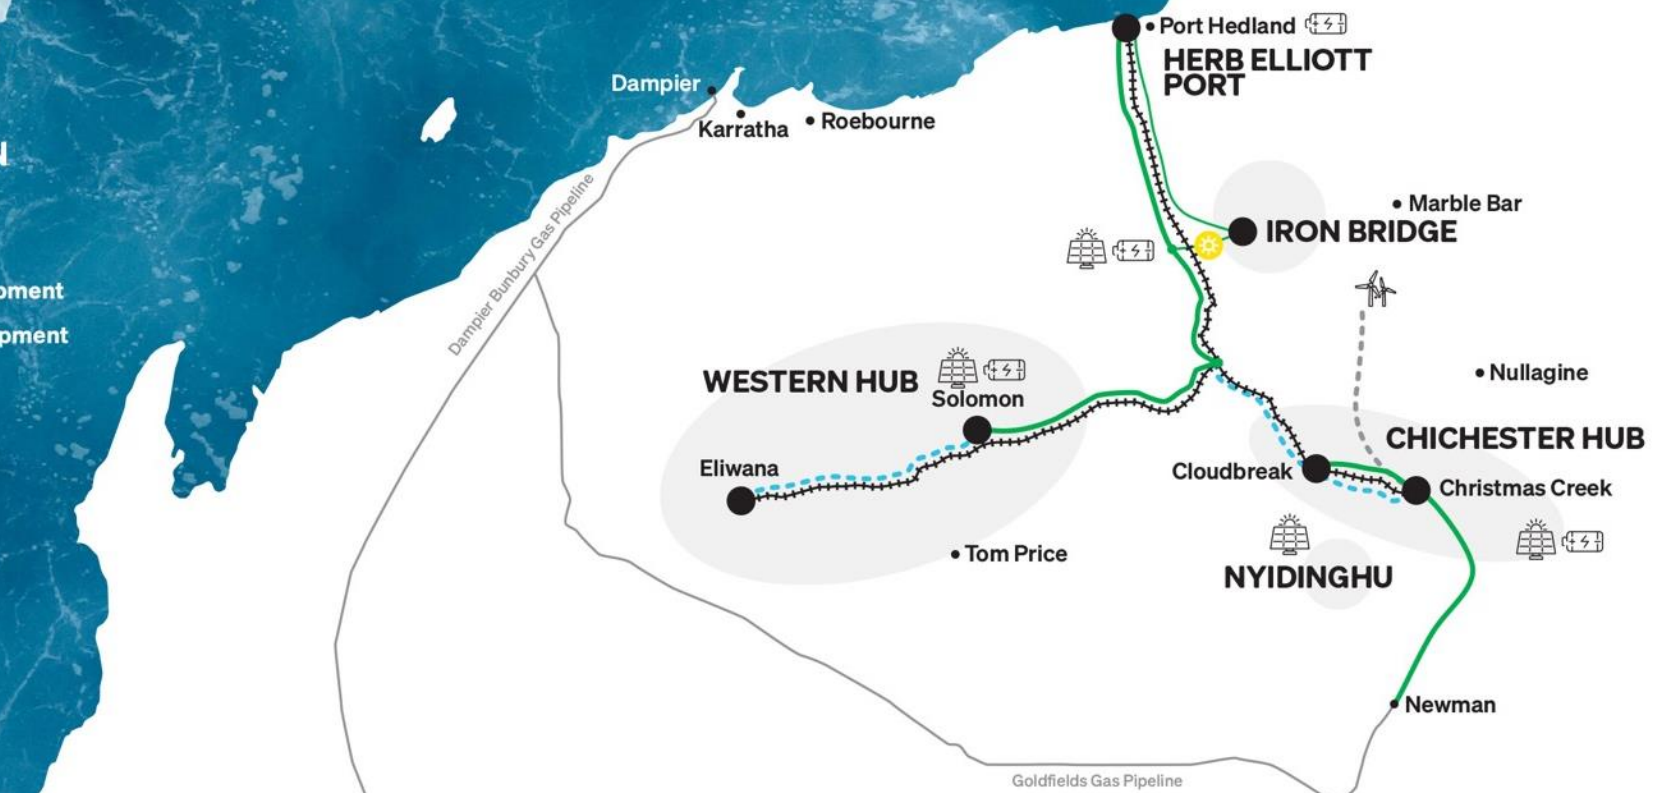 Port Hedland
HERB ELLIOTT
PORT
Dampier
Karratha
Roebourne
N
Dampier Bunbury Gas Pipeline
Marble Bar
IRON BRIDGE
pment
pment
WESTERN HUB
Solomon
Nullagine
CHICHESTER HUB
Eliwana
Cloudbreak
Christmas Creek
Tom Price
NYIDINGHU
Newman
Goldfields Gas Pipeline